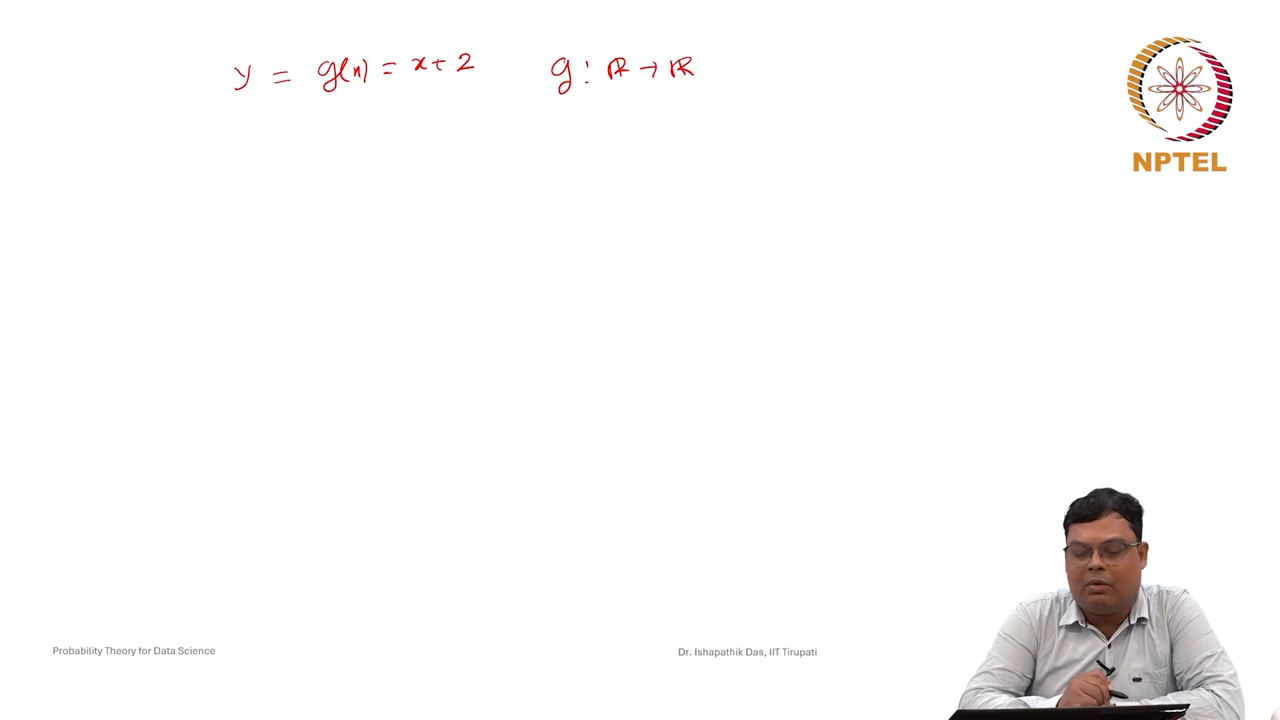 y = g(x) = x + 2 g : ℝ → ℝ
NPTEL
Probability Theory for Data Science
Dr. Ishapathik Das, IIT Tirupati